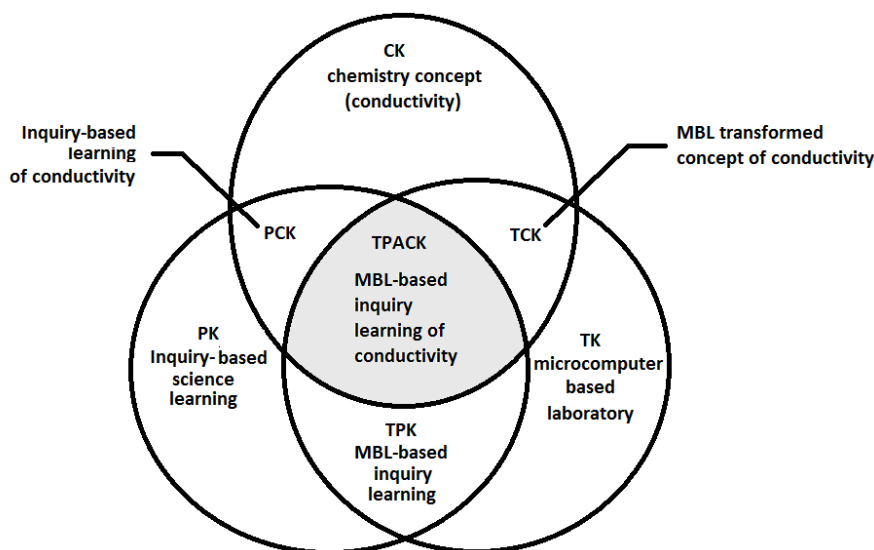 CK
chemistry concept
(conductivity)
Inquiry-based
learning
of conductivity
MBL transformed
concept of conductivity
PCK
TPACK
TCK
MBL-based
inquiry
learning of
conductivity
PK
Inquiry-based
science
learning
TK
microcomputer
based
laboratory
TPK
MBL-based
inquiry
learning